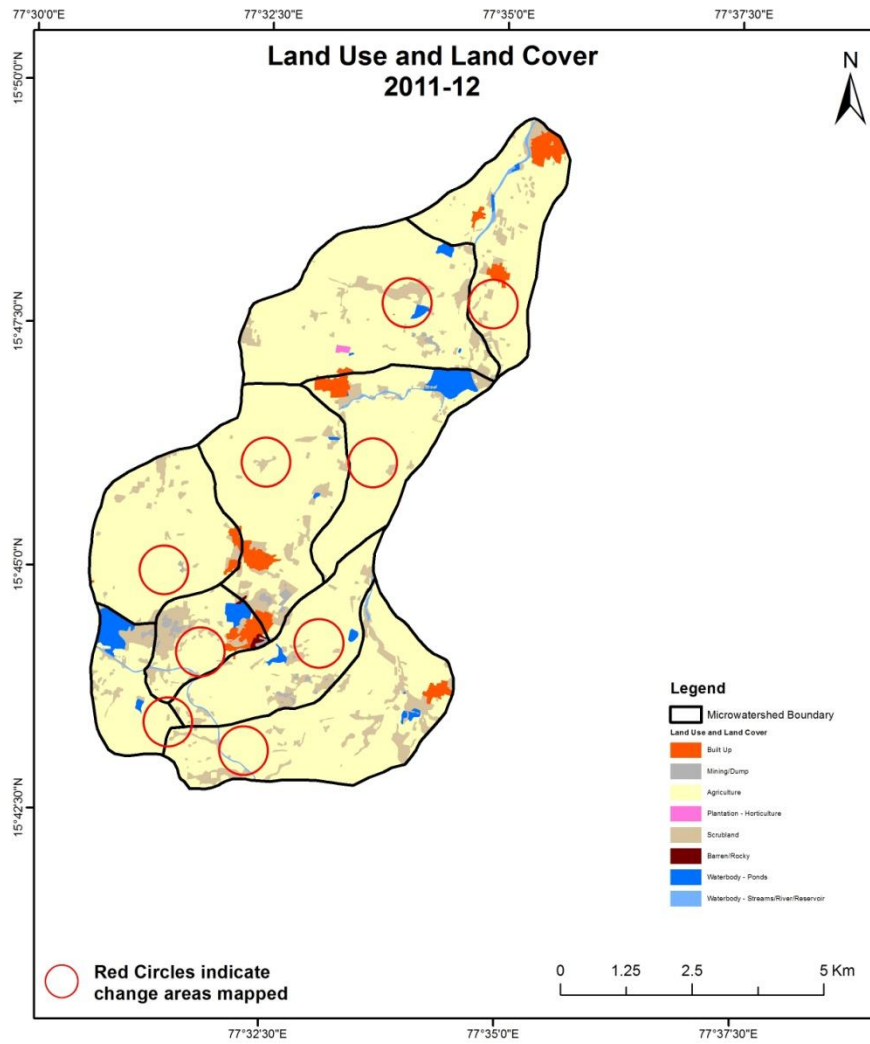 77°30'0"E 77°32'30"E 77°35'0"E 77°37'30"E
Land Use and Land Cover
2011-12
N
15°50'0"N
15°47'30"N
15°45'0"N
15°42'30"N
Legend
Microwatershed Boundary
Land Use and Land Cover
Built Up
Mining/Dump
Agriculture
Plantation - Horticulture
Scrubland
Barren/Rocky
Waterbody - Ponds
Waterbody - Streams/River/Reservoir
Red Circles indicate
change areas mapped
0 1.25 2.5 5 Km
77°32'30"E 77°35'0"E 77°37'30"E